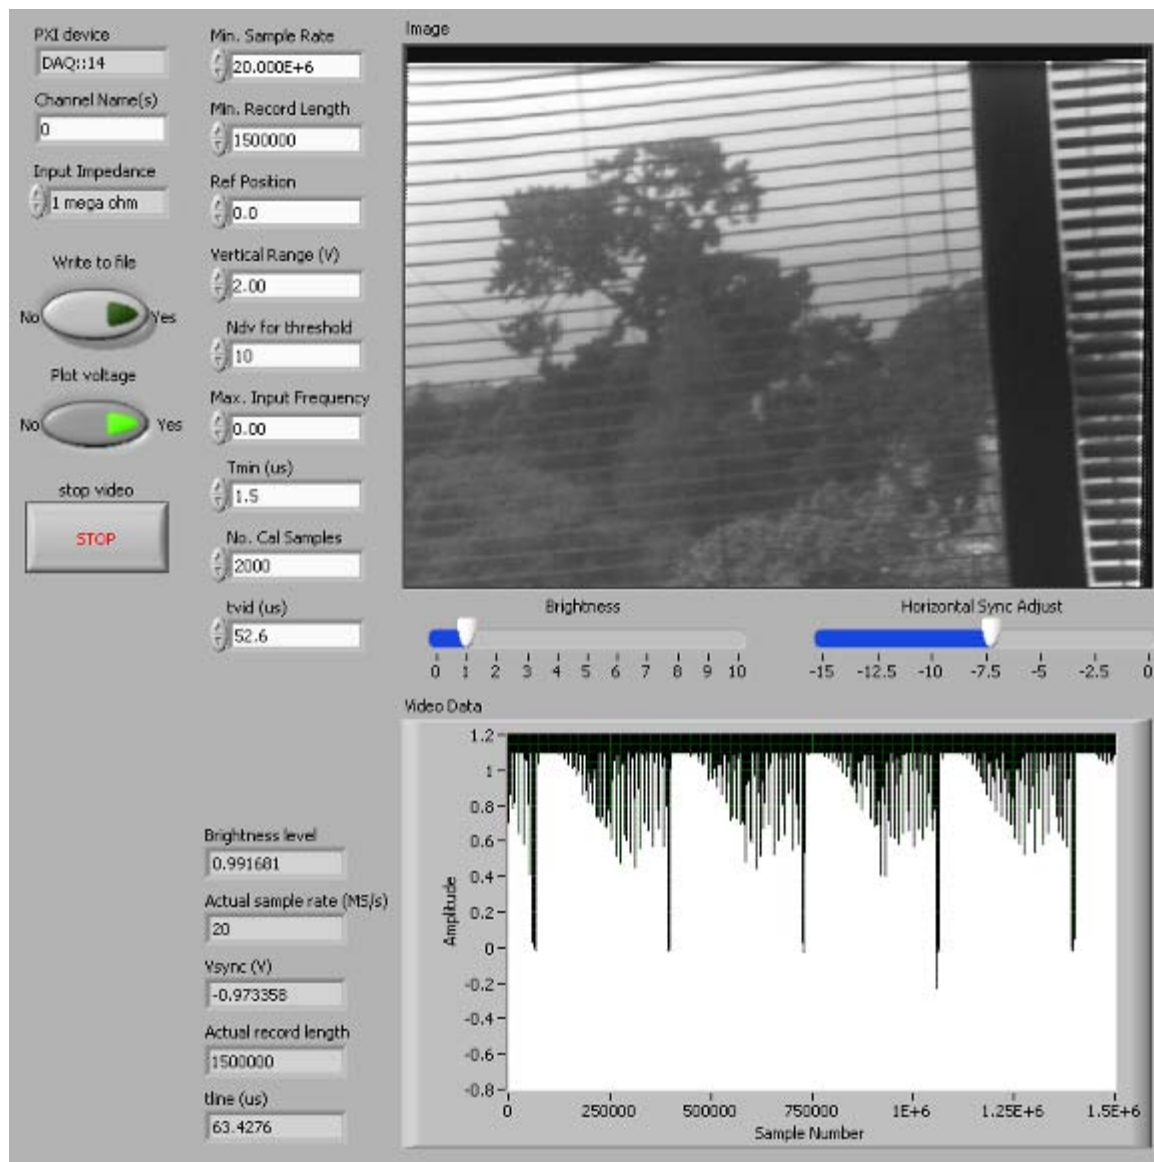 PXI device
DAQ::14
Channel Name(s)
0
Input Impedance
1 mega ohm
Write to file
No Yes
Plot voltage
No Yes
stop video
STOP
Min. Sample Rate
20.000E+6
Min. Record Length
1500000
Ref Position
0.0
Vertical Range (V)
2.00
Ndv for threshold
10
Max. Input Frequency
0.00
Tmin (us)
1.5
No. Cal Samples
2000
tvid (us)
52.6
Brightness level
0.991681
Actual sample rate (MS/s)
20
Vsync (V)
-0.973358
Actual record length
1500000
tline (us)
63.4276
Image
Brightness
0 1 2 3 4 5 6 7 8 9 10
Horizontal Sync Adjust
-15 -12.5 -10 -7.5 -5 -2.5 0
Video Data
Amplitude
1.2
1
0.8
0.6
0.4
0.2
0
-0.2
-0.4
-0.6
-0.8
0 250000 500000 750000 1E+6 1.25E+6 1.5E+6
Sample Number